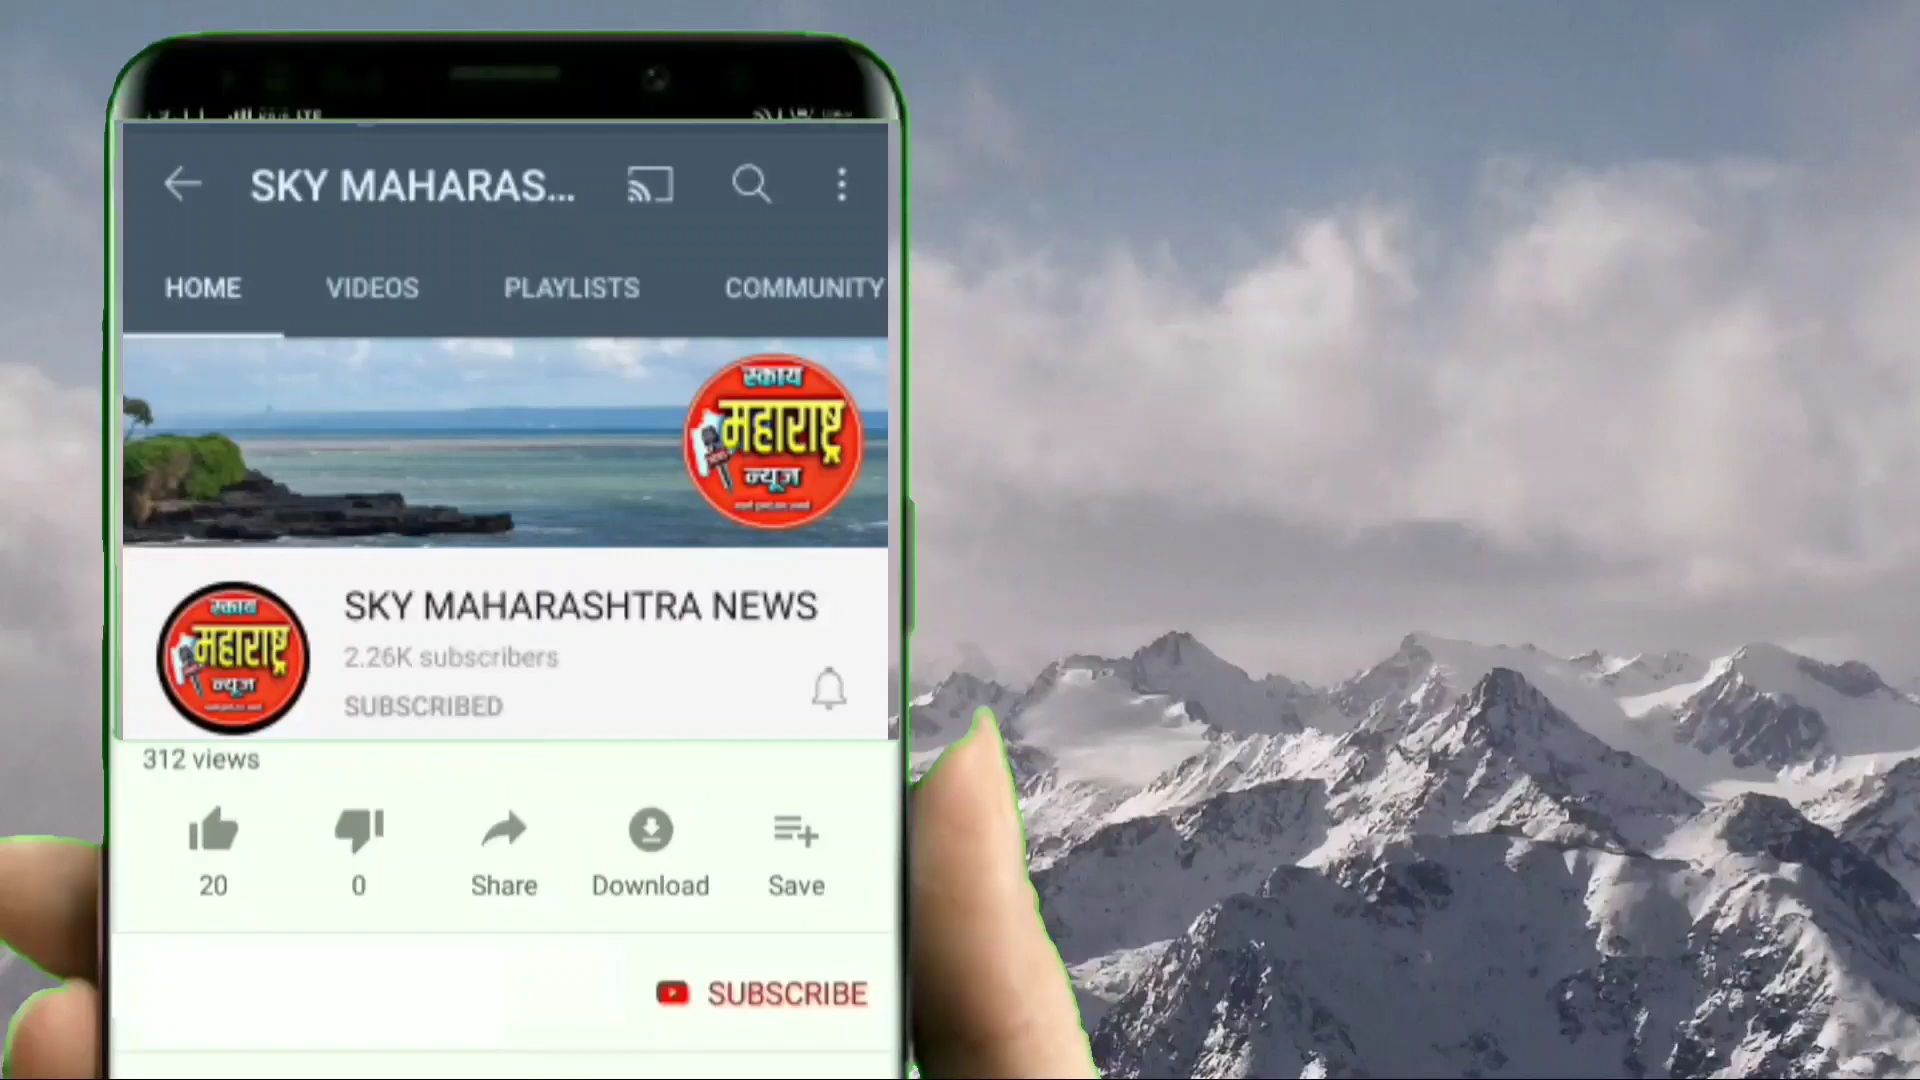 SKY MAHARAS...
HOME VIDEOS PLAYLISTS COMMUNITY
स्काय
महाराष्ट्र
न्यूज
SKY MAHARASHTRA NEWS
2.26K subscribers
SUBSCRIBED
स्काय
महाराष्ट्र
न्यूज
312 views
20 0 Share Download Save
SUBSCRIBE